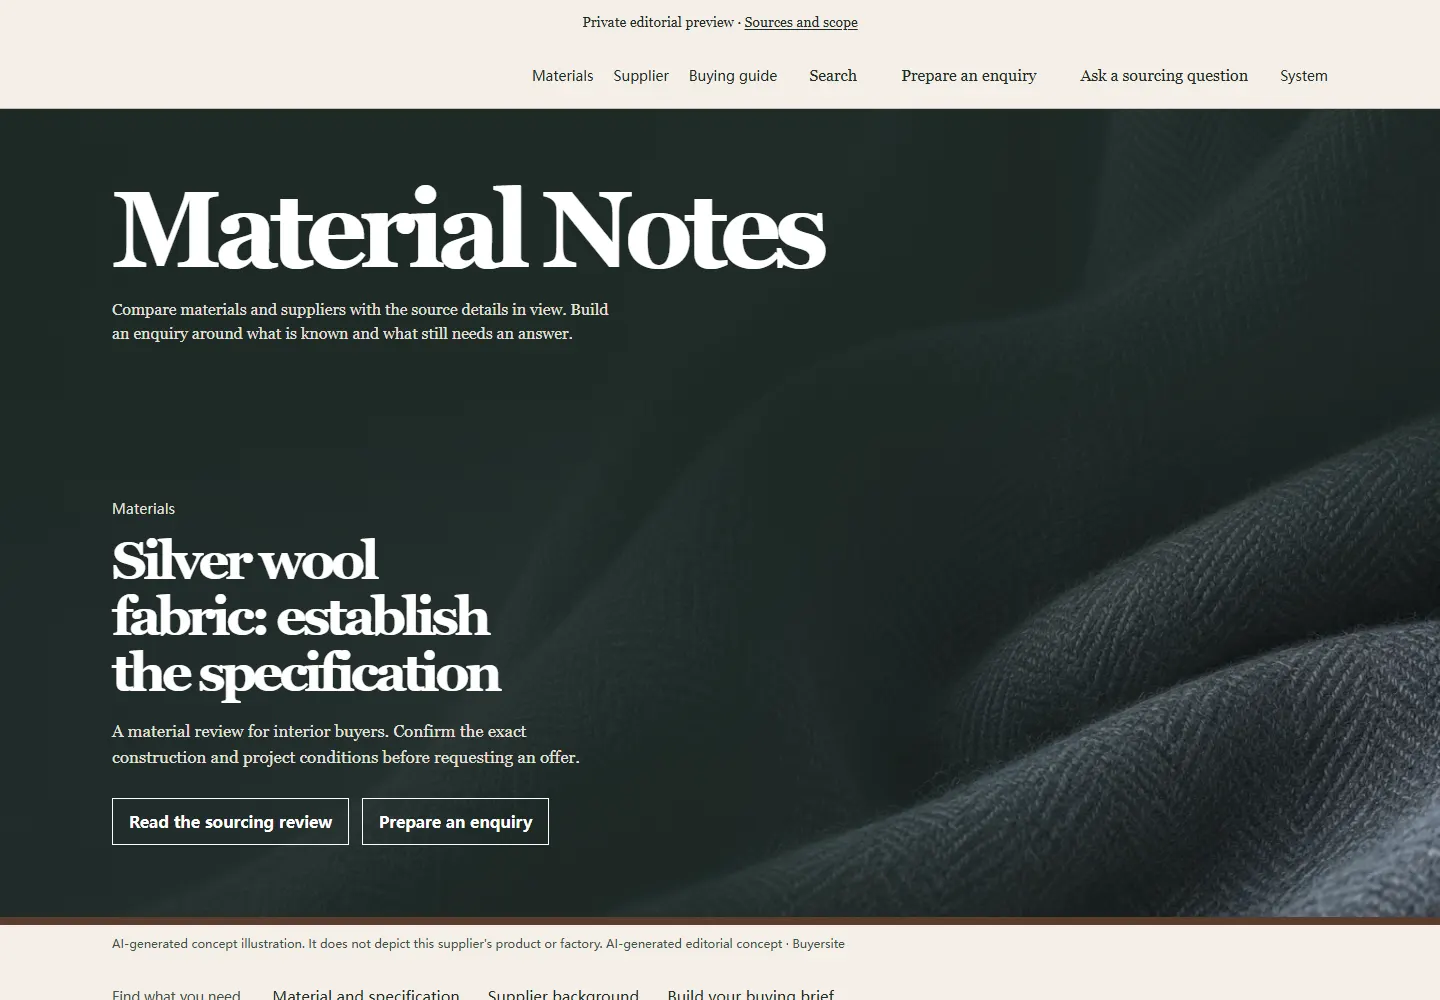 Private editorial preview · Sources and scope
Materials Supplier Buying guide Search Prepare an enquiry Ask a sourcing question System
Material Notes
Compare materials and suppliers with the source details in view. Build
an enquiry around what is known and what still needs an answer.
Materials
Silver wool
fabric: establish
the specification
A material review for interior buyers. Confirm the exact
construction and project conditions before requesting an offer.
Read the sourcing review Prepare an enquiry
AI-generated concept illustration. It does not depict this supplier's product or factory. AI-generated editorial concept · Buyersite
Find what you need Material and specification Supplier background Build your buying brief